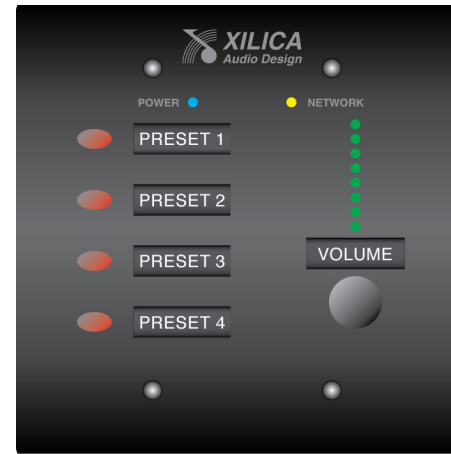 XILICA
Audio Design
POWER NETWORK
PRESET 1
PRESET 2
PRESET 3
VOLUME
PRESET 4